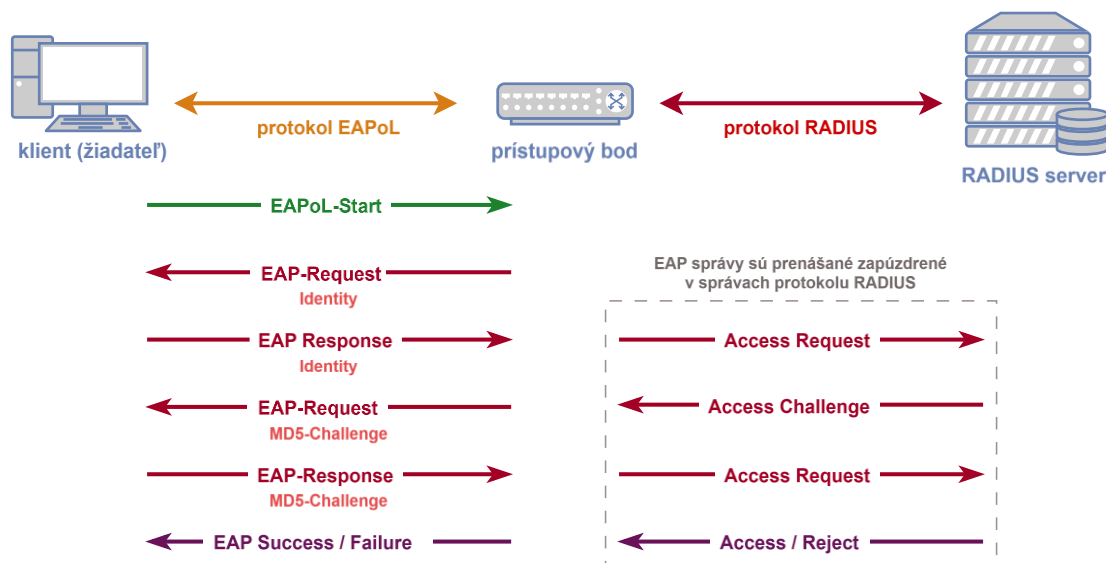 protokol EAPoL
protokol RADIUS
klient (žiadateľ)
prístupový bod
RADIUS server
EAPoL-Start
EAP správy sú prenášané zapúzdrené
v správach protokolu RADIUS
EAP-Request
Identity
EAP Response
Identity
Access Request
EAP-Request
MD5-Challenge
Access Challenge
EAP-Response
MD5-Challenge
Access Request
EAP Success / Failure
Access / Reject